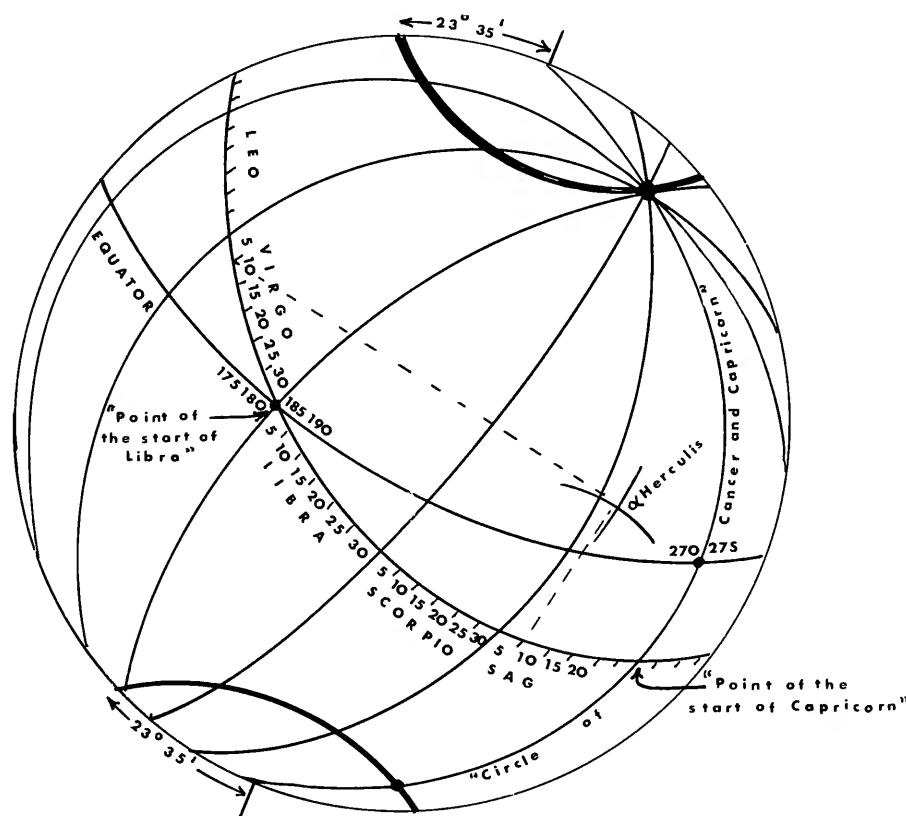 23° 35'
LEO
VIRGO
5 10 15 20 25 30
EQUATOR
175 180 185 190
"Point of
the start of
Libra"
5 10 15 20 25 30
LIBRA
5 10 15 20 25 30
SCORPIO
5 10 15 20
SAG
αHerculis
270 275
"Circle of Cancer and Capricorn"
"Point of the
start of Capricorn"
23° 35'